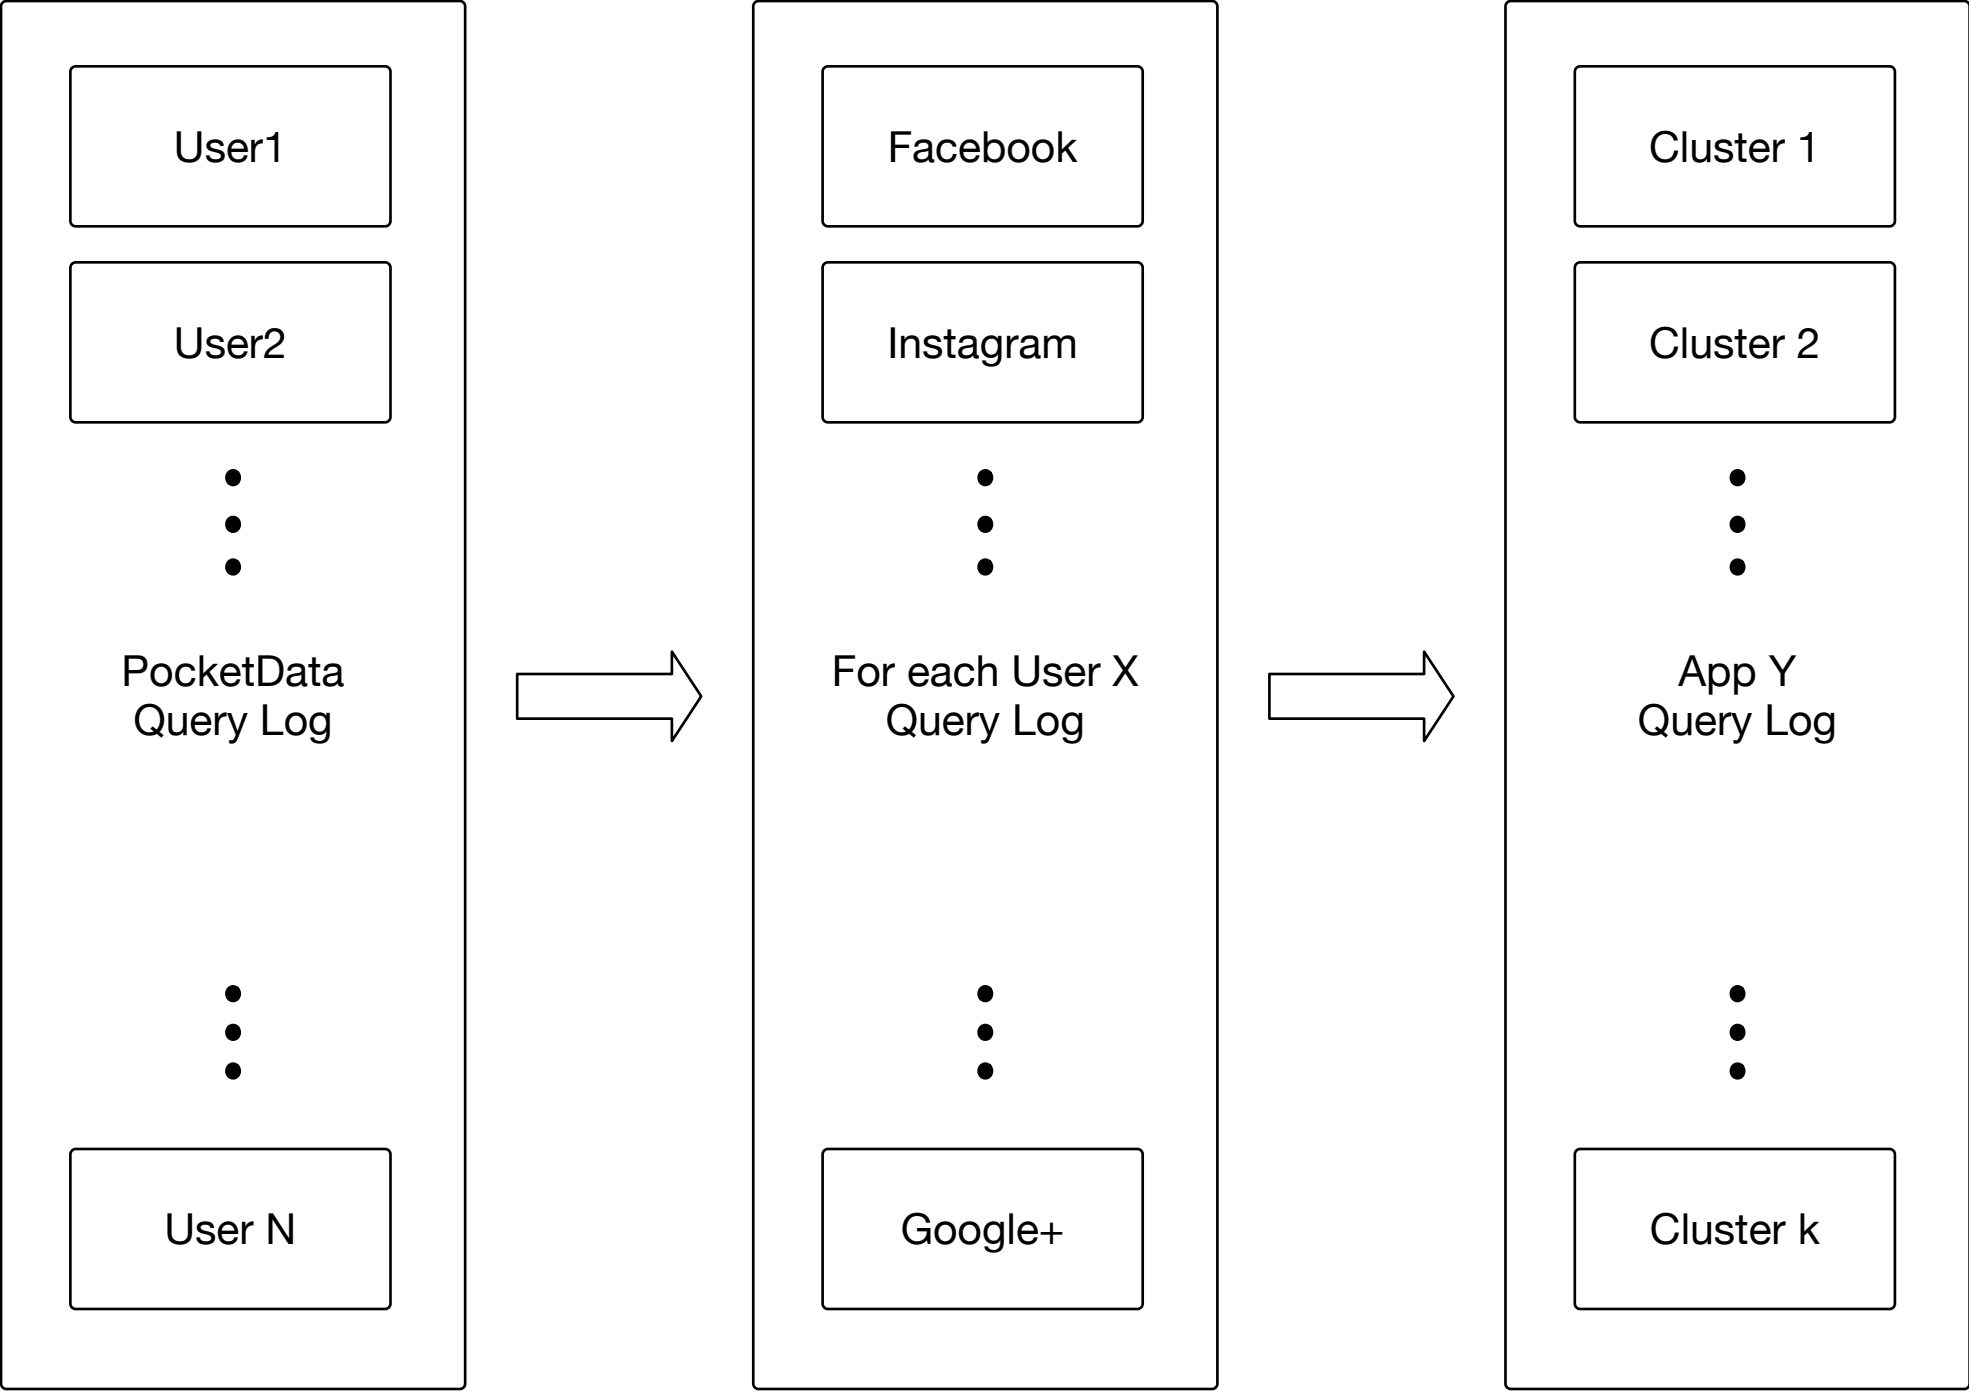 User1
User2
PocketData
Query Log
User N
Facebook
Instagram
For each User X
Query Log
Google+
Cluster 1
Cluster 2
App Y
Query Log
Cluster k